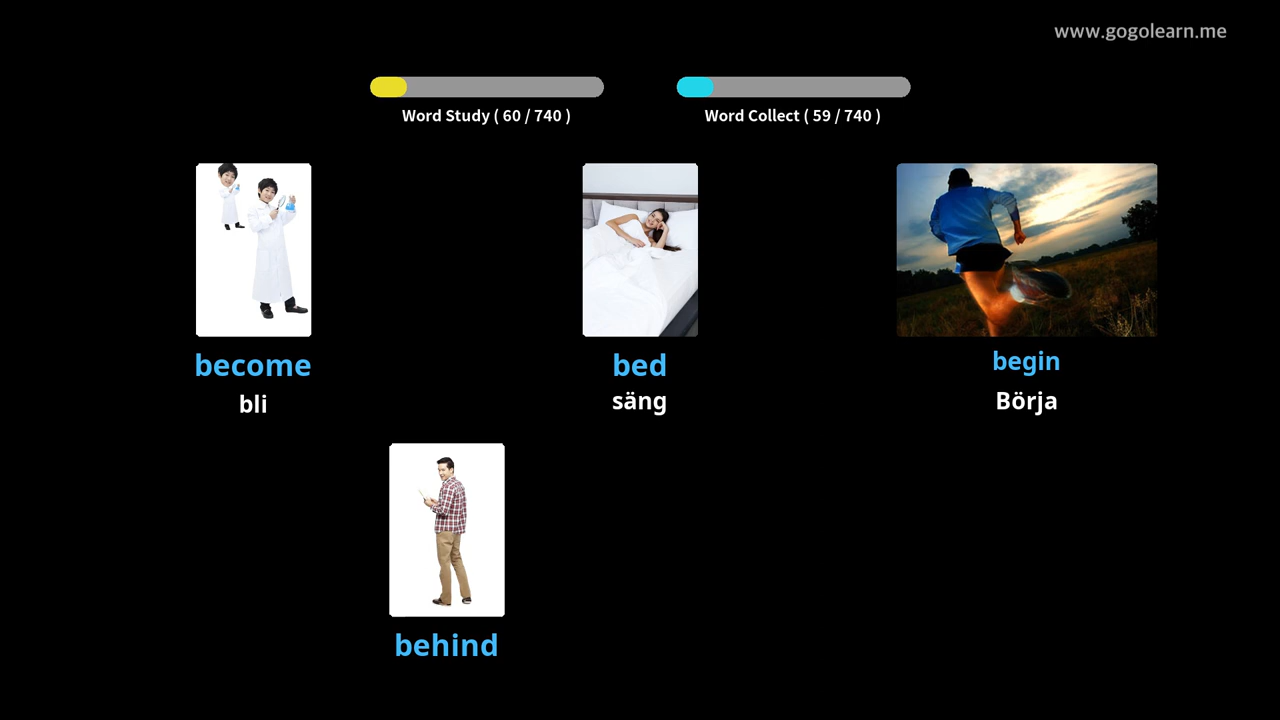 www.gogolearn.me
Word Study ( 60 / 740 )
Word Collect ( 59 / 740 )
become
bli
bed
säng
begin
Börja
behind